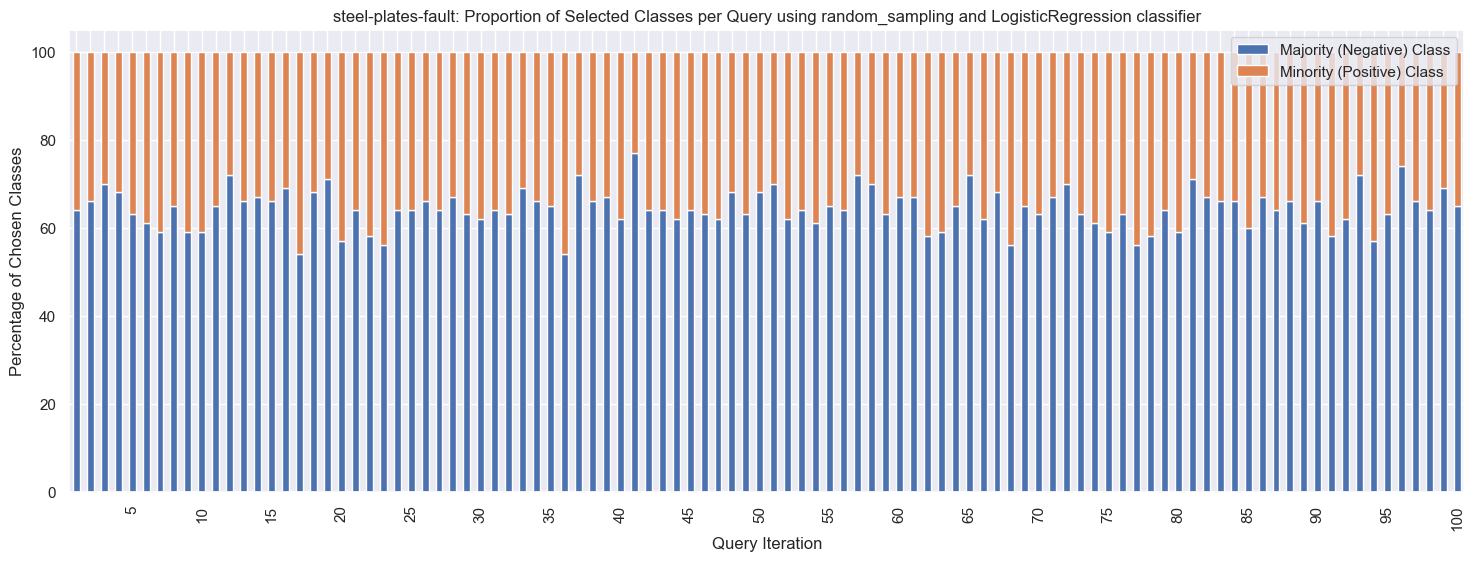 steel-plates-fault: Proportion of Selected Classes per Query using random_sampling and LogisticRegression classifier
Majority (Negative) Class
Minority (Positive) Class
Percentage of Chosen Classes
100
80
60
40
20
0
5 10 15 20 25 30 35 40 45 50 55 60 65 70 75 80 85 90 95 100
Query Iteration